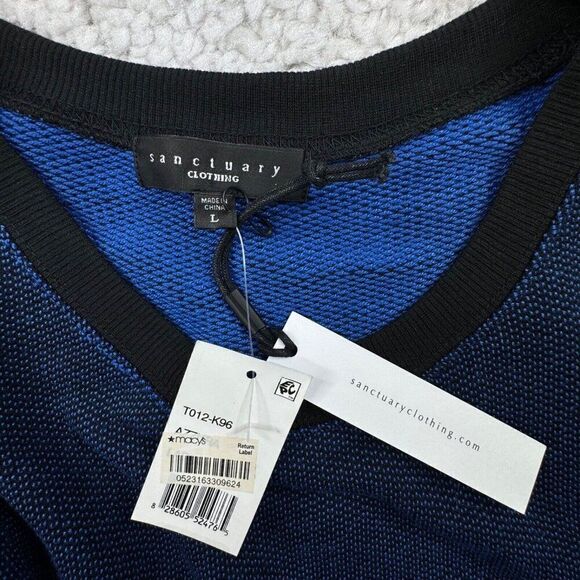 sanctuary
CLOTHING
MADE IN
CHINA
L
sanctuaryclothing.com
T012-K96
★macy's
Return
Label
0523163309624
8 28605 52476 5